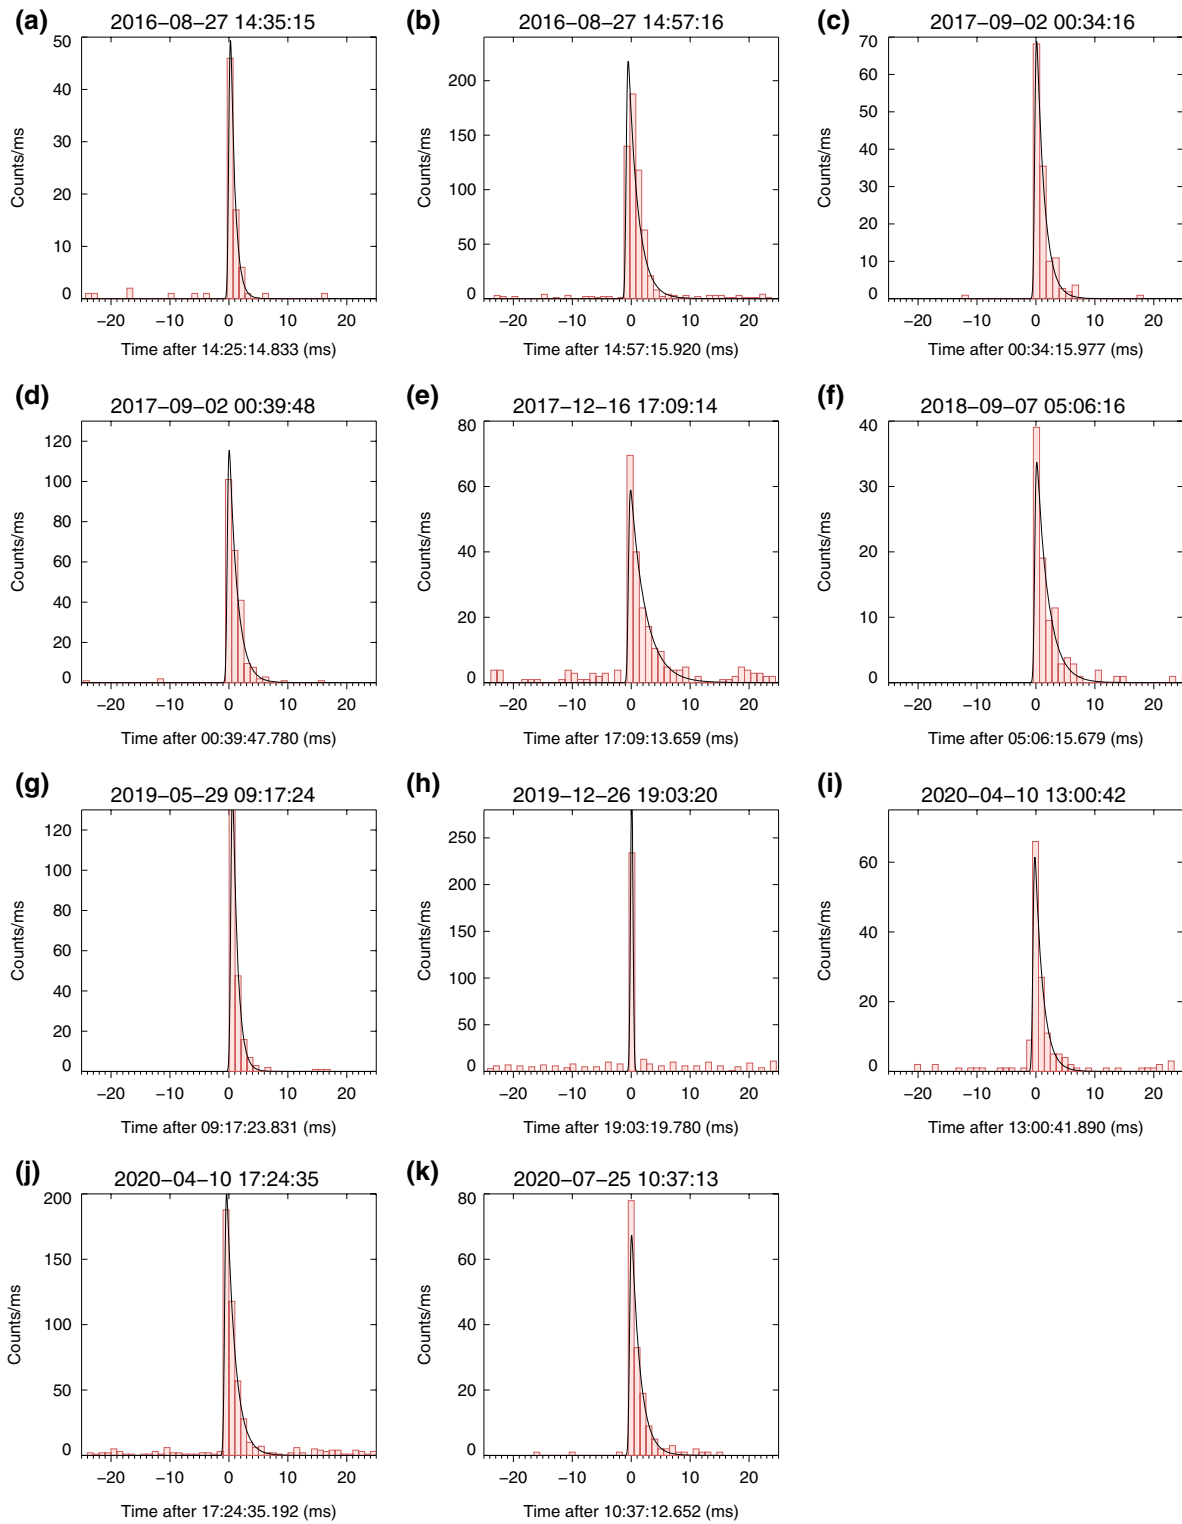 (a) 2016−08−27 14:35:15
50
40
30
20
10
0
Counts/ms
−20 −10 0 10 20
Time after 14:25:14.833 (ms)
(b) 2016−08−27 14:57:16
200
150
100
50
0
Counts/ms
−20 −10 0 10 20
Time after 14:57:15.920 (ms)
(c) 2017−09−02 00:34:16
70
60
50
40
30
20
10
0
Counts/ms
−20 −10 0 10 20
Time after 00:34:15.977 (ms)
(d) 2017−09−02 00:39:48
120
100
80
60
40
20
0
Counts/ms
−20 −10 0 10 20
Time after 00:39:47.780 (ms)
(e) 2017−12−16 17:09:14
80
60
40
20
0
Counts/ms
−20 −10 0 10 20
Time after 17:09:13.659 (ms)
(f) 2018−09−07 05:06:16
40
30
20
10
0
Counts/ms
−20 −10 0 10 20
Time after 05:06:15.679 (ms)
(g) 2019−05−29 09:17:24
120
100
80
60
40
20
0
Counts/ms
−20 −10 0 10 20
Time after 09:17:23.831 (ms)
(h) 2019−12−26 19:03:20
250
200
150
100
50
0
Counts/ms
−20 −10 0 10 20
Time after 19:03:19.780 (ms)
(i) 2020−04−10 13:00:42
60
40
20
0
Counts/ms
−20 −10 0 10 20
Time after 13:00:41.890 (ms)
(j) 2020−04−10 17:24:35
200
150
100
50
0
Counts/ms
−20 −10 0 10 20
Time after 17:24:35.192 (ms)
(k) 2020−07−25 10:37:13
80
60
40
20
0
Counts/ms
−20 −10 0 10 20
Time after 10:37:12.652 (ms)